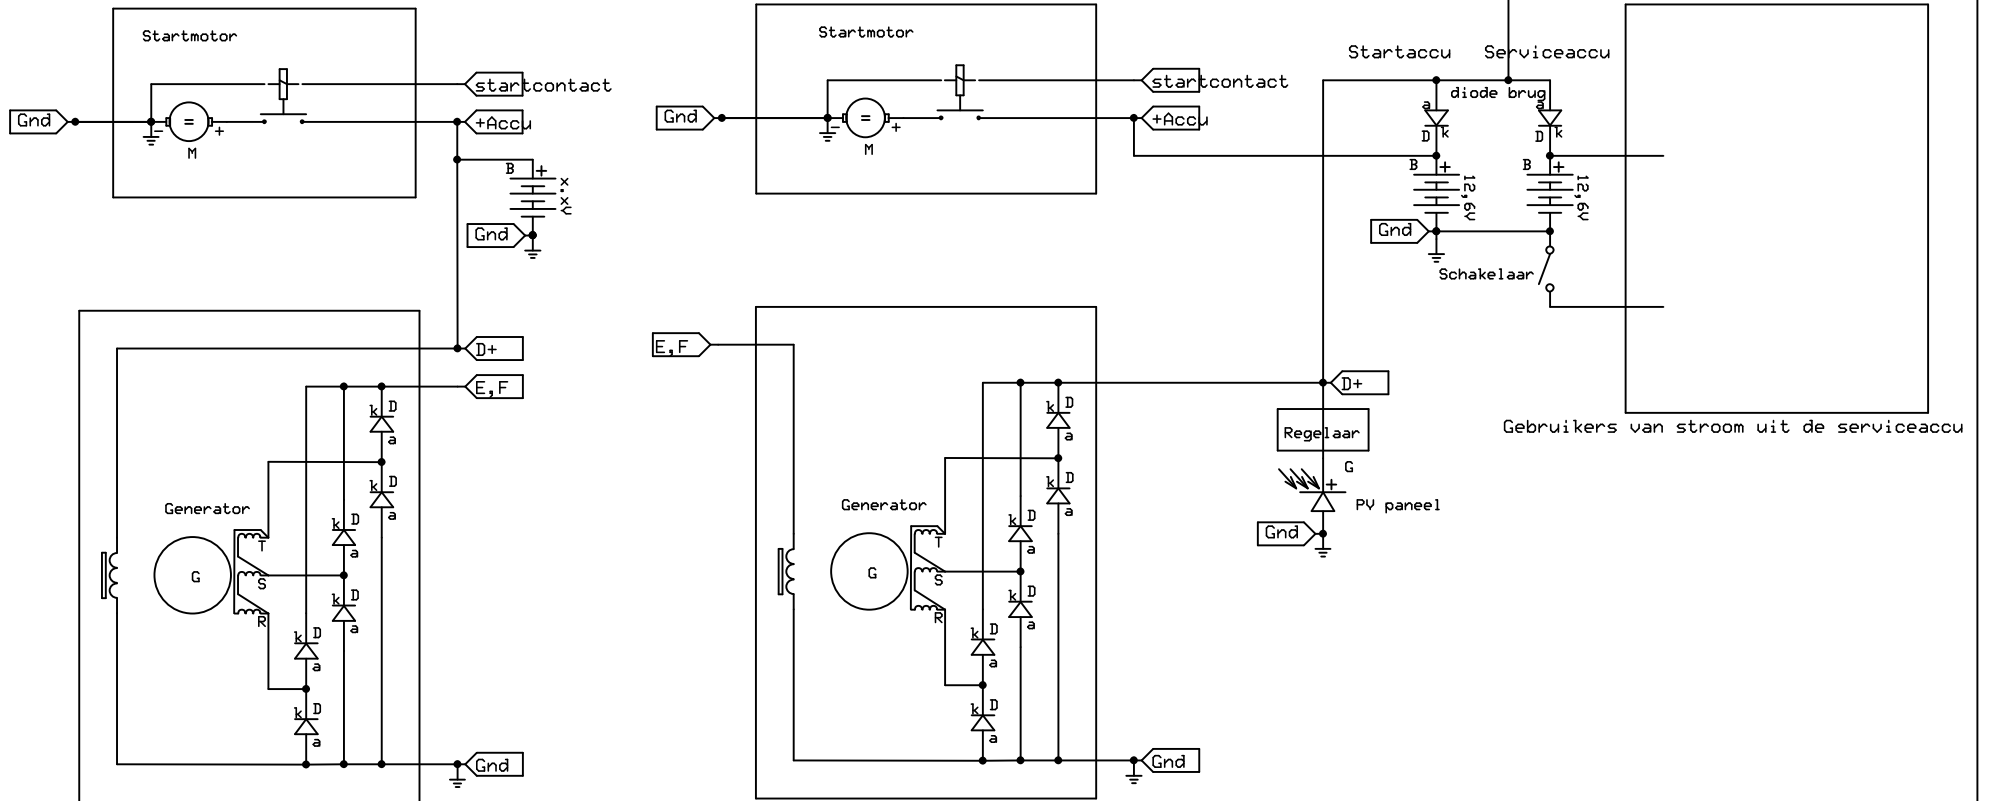 Startmotor
startcontact
Gnd
+Accu
- = +
M
B +
x.xV
Gnd
D+
E,F
k D
a
k D
a
Generator
k D
a
T
G
S
k D
a
R
k D
a
k D
a
Gnd
Startmotor
startcontact
Gnd
+Accu
- = +
M
E,F
k D
a
k D
a
Generator
k D
a
T
G
S
k D
a
R
k D
a
k D
a
Gnd
Startaccu Serviceaccu
diode brug
a a
D k D k
B + B +
12,6V 12,6V
Gnd
Schakelaar
D+
Regelaar
G
+
PV paneel
Gnd
Gebruikers van stroom uit de serviceaccu